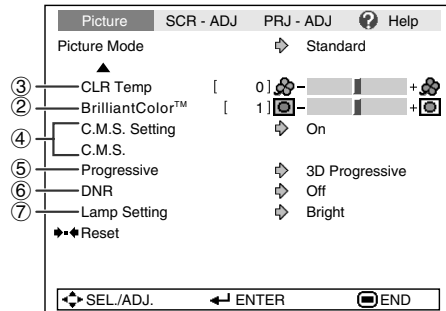 Picture SCR - ADJ PRJ - ADJ ? Help
Picture Mode Standard
③ CLR Temp [ 0] − +
② BrilliantColor™ [ 1] − +
④ C.M.S. Setting On
C.M.S.
⑤ Progressive 3D Progressive
⑥ DNR Off
⑦ Lamp Setting Bright
Reset
SEL./ADJ. ENTER END